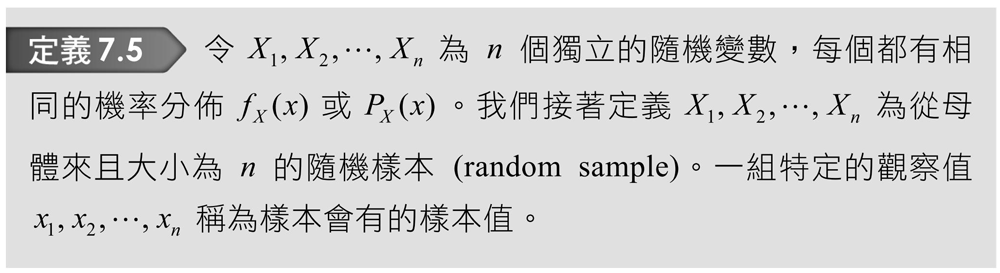 定義 7.5 令 X₁, X₂, ⋯, Xₙ 為 n 個獨立的隨機變數，每個都有相
同的機率分佈 f_X(x) 或 P_X(x)。我們接著定義 X₁, X₂, ⋯, Xₙ 為從母
體來且大小為 n 的隨機樣本 (random sample)。一組特定的觀察值
x₁, x₂, ⋯, xₙ 稱為樣本會有的樣本值。